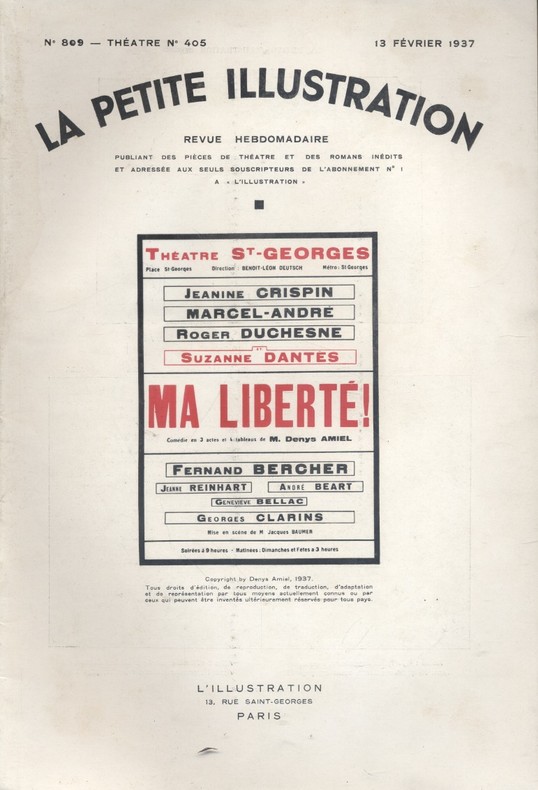 N° 809 — THÉATRE N° 405
13 FÉVRIER 1937
LA PETITE ILLUSTRATION
REVUE HEBDOMADAIRE
PUBLIANT DES PIÈCES DE THÉATRE ET DES ROMANS INÉDITS
ET ADRESSÉE AUX SEULS SOUSCRIPTEURS DE L'ABONNEMENT N° 1
A « L'ILLUSTRATION »
THÉATRE ST-GEORGES
Place St-Georges Direction : BENOIT-LÉON DEUTSCH Métro : St-Georges
JEANINE CRISPIN
MARCEL-ANDRÉ
ROGER DUCHESNE
ET
SUZANNE DANTÈS
MA LIBERTÉ!
Comédie en 3 actes et 4 tableaux de M. Denys AMIEL
FERNAND BERCHER
JEANNE REINHART ANDRÉ BEART
GENEVIÈVE BELLAC
GEORGES CLARINS
Mise en scène de M Jacques BAUMER
Soirées à 9 heures - Matinées : Dimanches et Fêtes à 3 heures
Copyright by Denys Amiel, 1937.
Tous droits d'édition, de reproduction, de traduction, d'adaptation
et de représentation par tous moyens actuellement connus ou par
ceux qui peuvent être inventés ultérieurement réservés pour tous pays.
L'ILLUSTRATION
13, RUE SAINT-GEORGES
PARIS